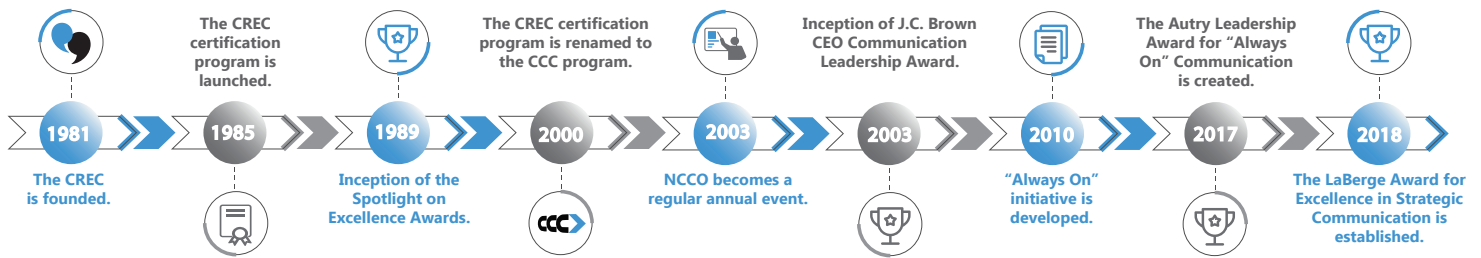 1981
The CREC
is founded.
The CREC
certification
program is
launched.
1985
1989
Inception of the
Spotlight on
Excellence Awards.
The CREC certification
program is renamed to
the CCC program.
2000
CCC
2003
NCCO becomes a
regular annual event.
Inception of J.C. Brown
CEO Communication
Leadership Award.
2003
2010
“Always On”
initiative is
developed.
The Autry Leadership
Award for “Always
On” Communication
is created.
2017
2018
The LaBerge Award for
Excellence in Strategic
Communication is
established.